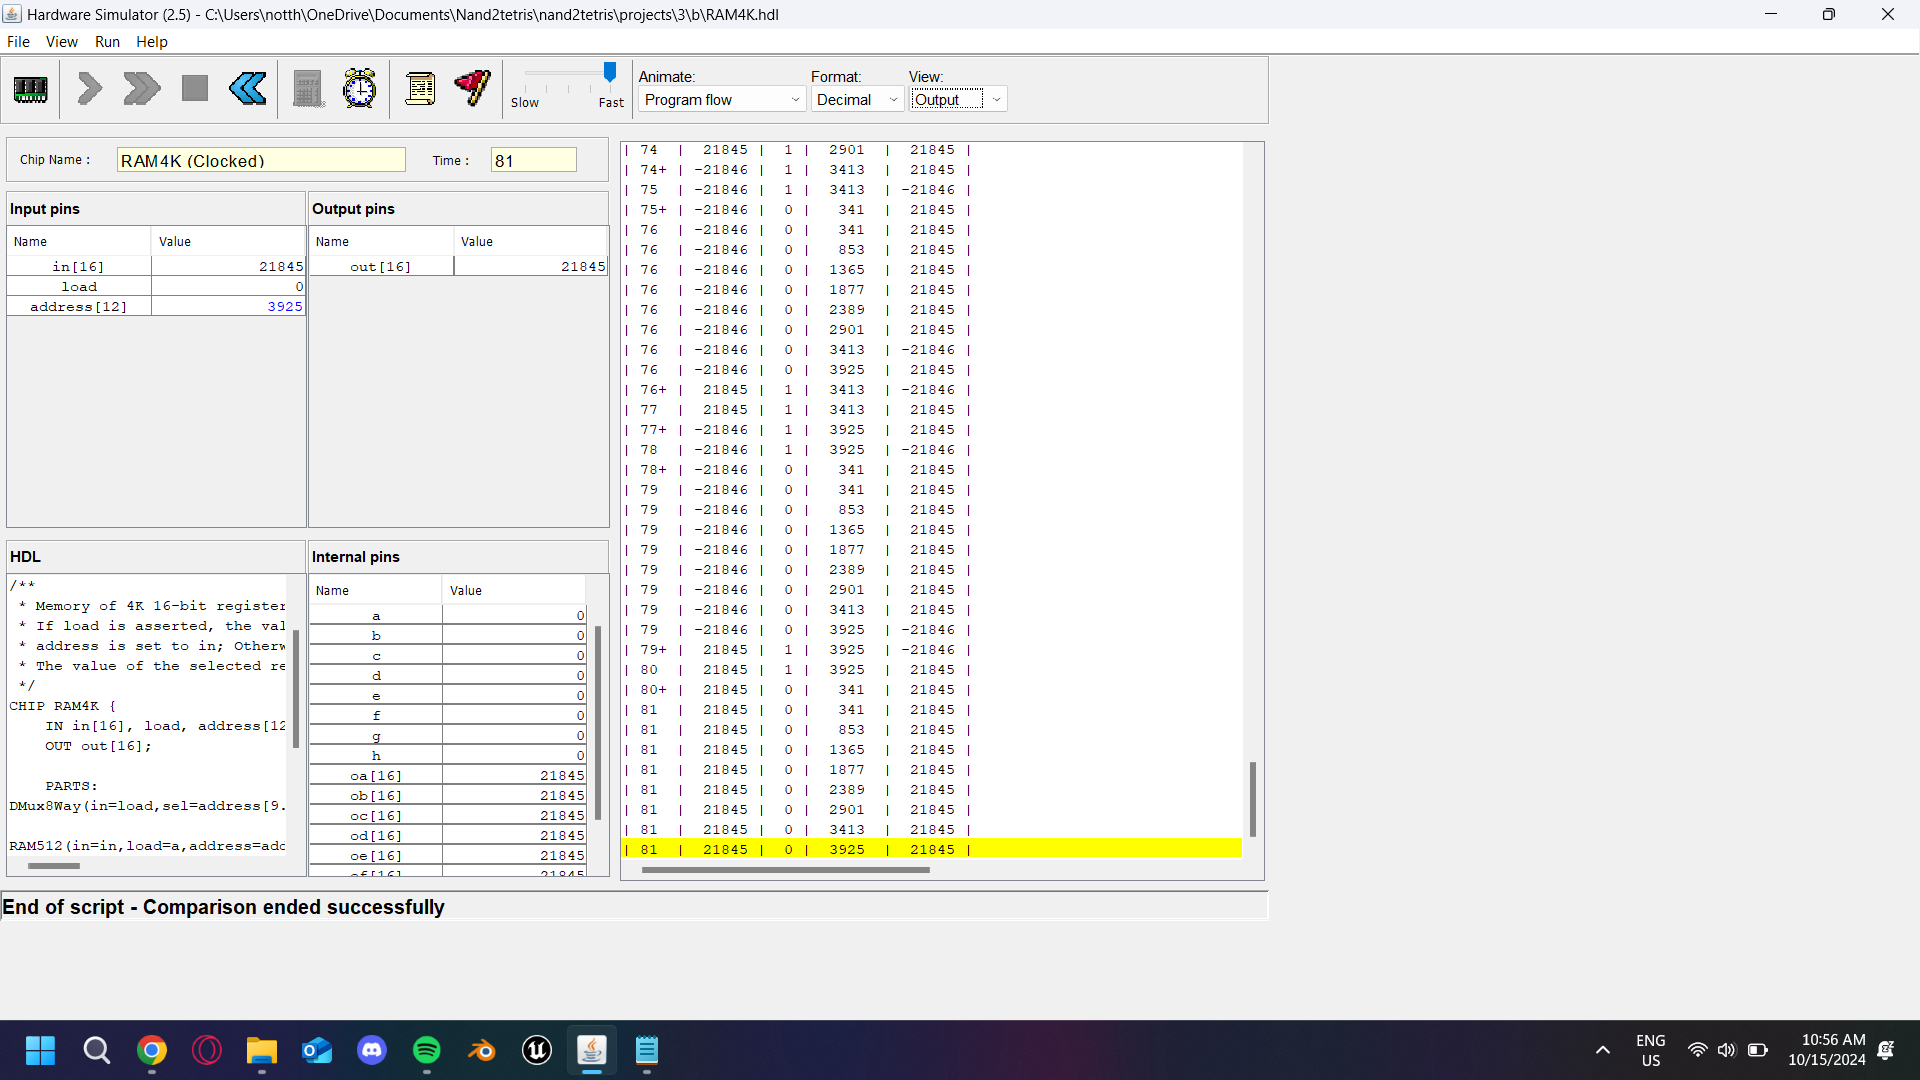 Hardware Simulator (2.5) - C:\Users\notth\OneDrive\Documents\Nand2tetris\nand2tetris\projects\3\b\RAM4K.hdl
File View Run Help
Slow Fast
Animate: Format: View:
Program flow Decimal Output
Chip Name : RAM4K (Clocked) Time : 81
Input pins
Name Value
in[16] 21845
load 0
address[12] 3925
Output pins
Name Value
out[16] 21845
HDL
/**
* Memory of 4K 16-bit register
* If load is asserted, the val
* address is set to in; Otherw
* The value of the selected re
*/
CHIP RAM4K {
IN in[16], load, address[12
OUT out[16];
PARTS:
DMux8Way(in=load,sel=address[9.
RAM512(in=in,load=a,address=add
Internal pins
Name Value
a 0
b 0
c 0
d 0
e 0
f 0
g 0
h 0
oa[16] 21845
ob[16] 21845
oc[16] 21845
od[16] 21845
oe[16] 21845
of[16] 21845
| 74 | 21845 | 1 | 2901 | 21845 |
| 74+ | -21846 | 1 | 3413 | 21845 |
| 75 | -21846 | 1 | 3413 | -21846 |
| 75+ | -21846 | 0 | 341 | 21845 |
| 76 | -21846 | 0 | 341 | 21845 |
| 76 | -21846 | 0 | 853 | 21845 |
| 76 | -21846 | 0 | 1365 | 21845 |
| 76 | -21846 | 0 | 1877 | 21845 |
| 76 | -21846 | 0 | 2389 | 21845 |
| 76 | -21846 | 0 | 2901 | 21845 |
| 76 | -21846 | 0 | 3413 | -21846 |
| 76 | -21846 | 0 | 3925 | 21845 |
| 76+ | 21845 | 1 | 3413 | -21846 |
| 77 | 21845 | 1 | 3413 | 21845 |
| 77+ | -21846 | 1 | 3925 | 21845 |
| 78 | -21846 | 1 | 3925 | -21846 |
| 78+ | -21846 | 0 | 341 | 21845 |
| 79 | -21846 | 0 | 341 | 21845 |
| 79 | -21846 | 0 | 853 | 21845 |
| 79 | -21846 | 0 | 1365 | 21845 |
| 79 | -21846 | 0 | 1877 | 21845 |
| 79 | -21846 | 0 | 2389 | 21845 |
| 79 | -21846 | 0 | 2901 | 21845 |
| 79 | -21846 | 0 | 3413 | 21845 |
| 79 | -21846 | 0 | 3925 | -21846 |
| 79+ | 21845 | 1 | 3925 | -21846 |
| 80 | 21845 | 1 | 3925 | 21845 |
| 80+ | 21845 | 0 | 341 | 21845 |
| 81 | 21845 | 0 | 341 | 21845 |
| 81 | 21845 | 0 | 853 | 21845 |
| 81 | 21845 | 0 | 1365 | 21845 |
| 81 | 21845 | 0 | 1877 | 21845 |
| 81 | 21845 | 0 | 2389 | 21845 |
| 81 | 21845 | 0 | 2901 | 21845 |
| 81 | 21845 | 0 | 3413 | 21845 |
| 81 | 21845 | 0 | 3925 | 21845 |
End of script - Comparison ended successfully
ENG
US
10:56 AM
10/15/2024